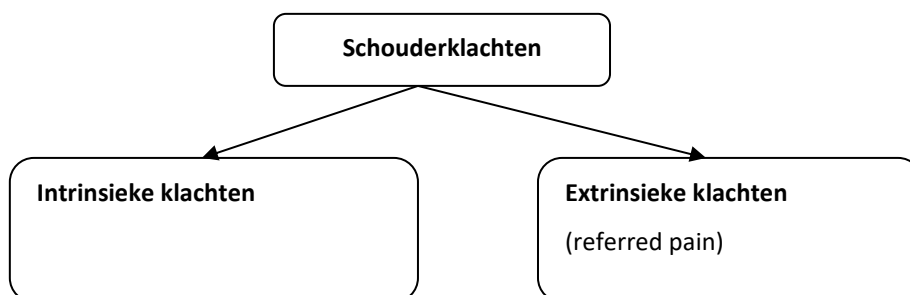 Schouderklachten
Intrinsieke klachten
Extrinsieke klachten
(referred pain)